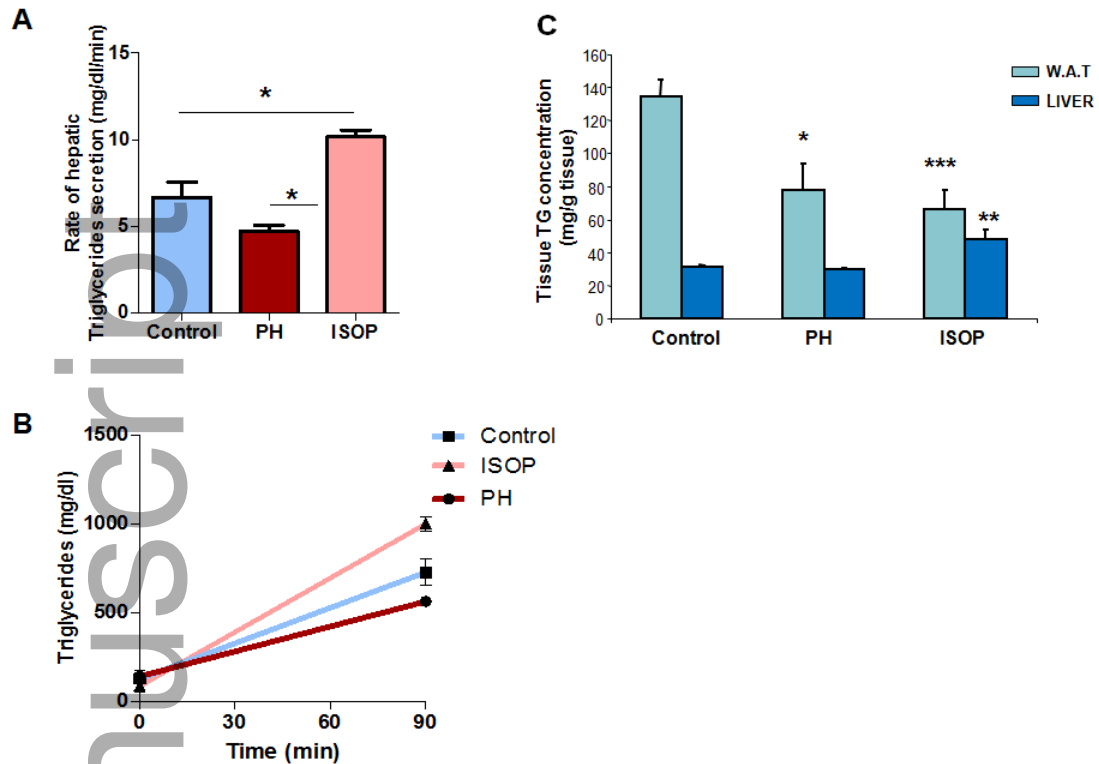 A
Rate of hepatic
Triglycerides secretion (mg/dl/min)
15
10
5
0
*
*
Control PH ISOP
C
Tissue TG concentration
(mg/g tissue)
160
140
120
100
80
60
40
20
0
W.A.T
LIVER
*
***
**
Control PH ISOP
B
Triglycerides (mg/dl)
1500
1000
500
0
Control
ISOP
PH
0 30 60 90
Time (min)
nuscript